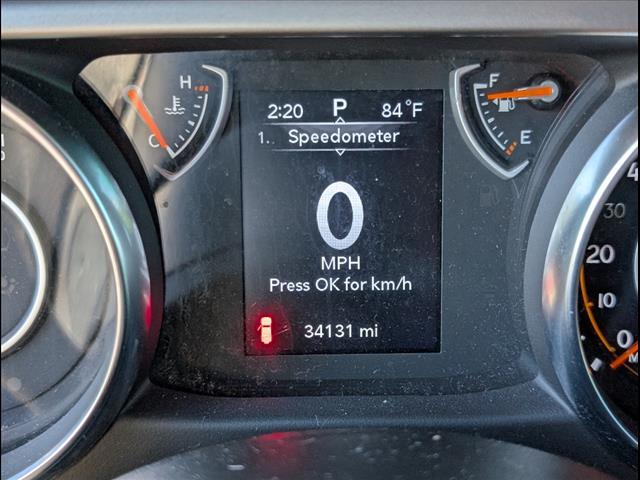 H
C
2:20 P 84°F
1. Speedometer
0
MPH
Press OK for km/h
34131 mi
F
E
30
20
10
0